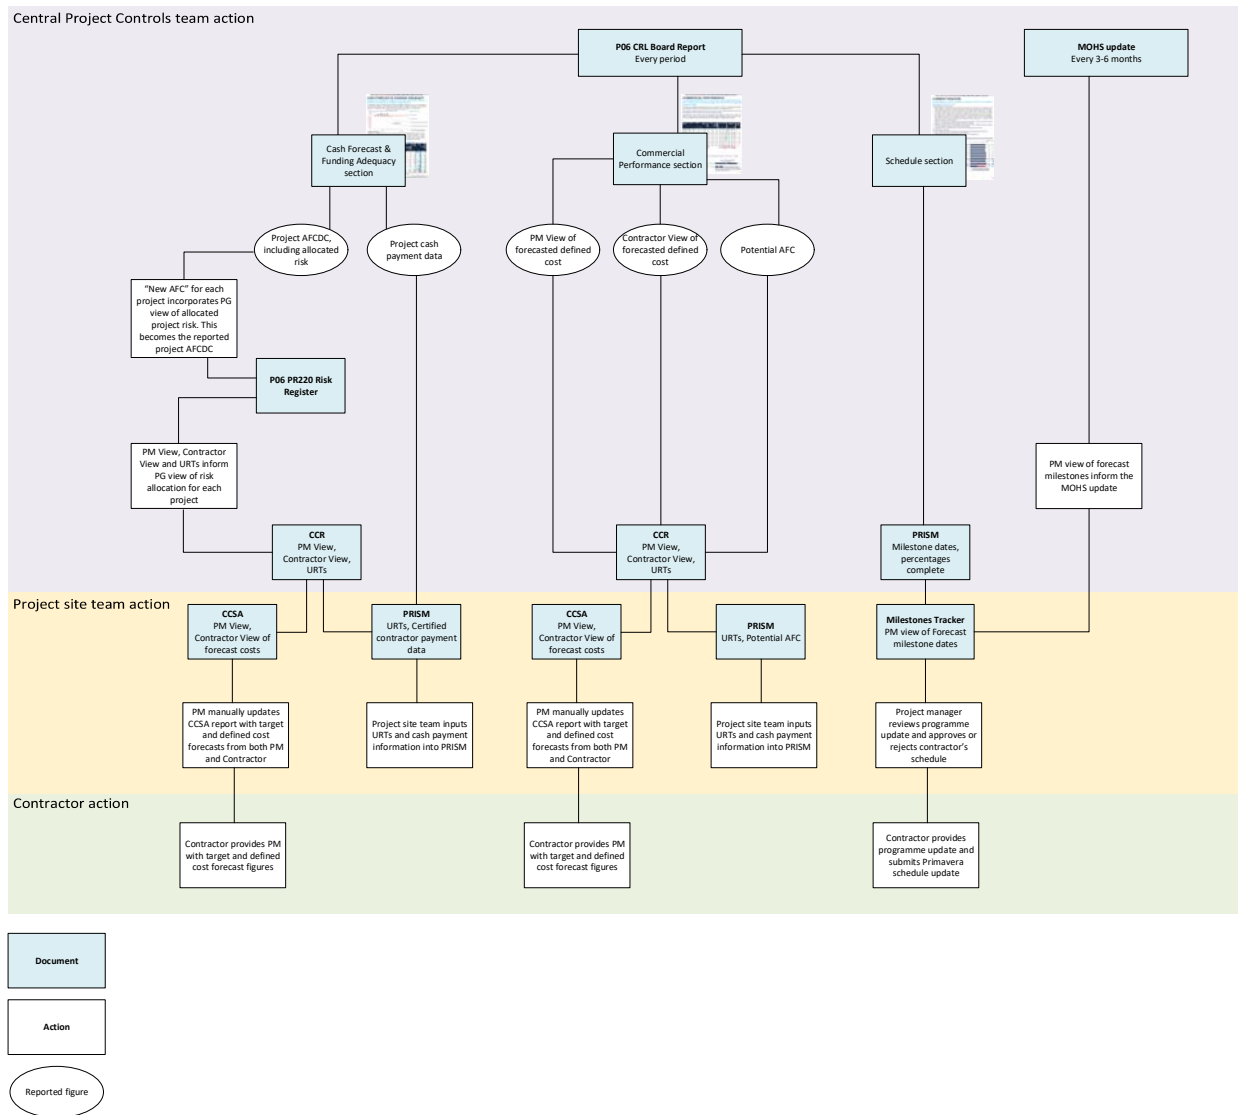 Central Project Controls team action
P06 CRL Board Report
Every period
MOHS update
Every 3-6 months
Cash Forecast &
Funding Adequacy
section
Commercial
Performance section
Schedule section
Project AFCDC,
including allocated
risk
Project cash
payment data
PM View of
forecasted defined
cost
Contractor View of
forecasted defined
cost
Potential AFC
“New AFC” for each
project incorporates PG
view of allocated
project risk. This
becomes the reported
project AFCDC
P06 PR220 Risk
Register
PM View, Contractor
View and URTs inform
PG view of risk
allocation for each
project
PM view of forecast
milestones inform the
MOHS update
CCR
PM View,
Contractor View,
URTs
CCR
PM View,
Contractor View,
URTs
PRISM
Milestone dates,
percentages
complete
Project site team action
CCSA
PM View,
Contractor View of
forecast costs
PRISM
URTs, Certified
contractor payment
data
CCSA
PM View,
Contractor View of
forecast costs
PRISM
URTs, Potential AFC
Milestones Tracker
PM view of Forecast
milestone dates
PM manually updates
CCSA report with target
and defined cost
forecasts from both PM
and Contractor
Project site team inputs
URTs and cash payment
information into PRISM
PM manually updates
CCSA report with target
and defined cost
forecasts from both PM
and Contractor
Project site team inputs
URTs and cash payment
information into PRISM
Project manager
reviews programme
update and approves or
rejects contractor’s
schedule
Contractor action
Contractor provides PM
with target and defined
cost forecast figures
Contractor provides PM
with target and defined
cost forecast figures
Contractor provides
programme update and
submits Primavera
schedule update
Document
Action
Reported figure